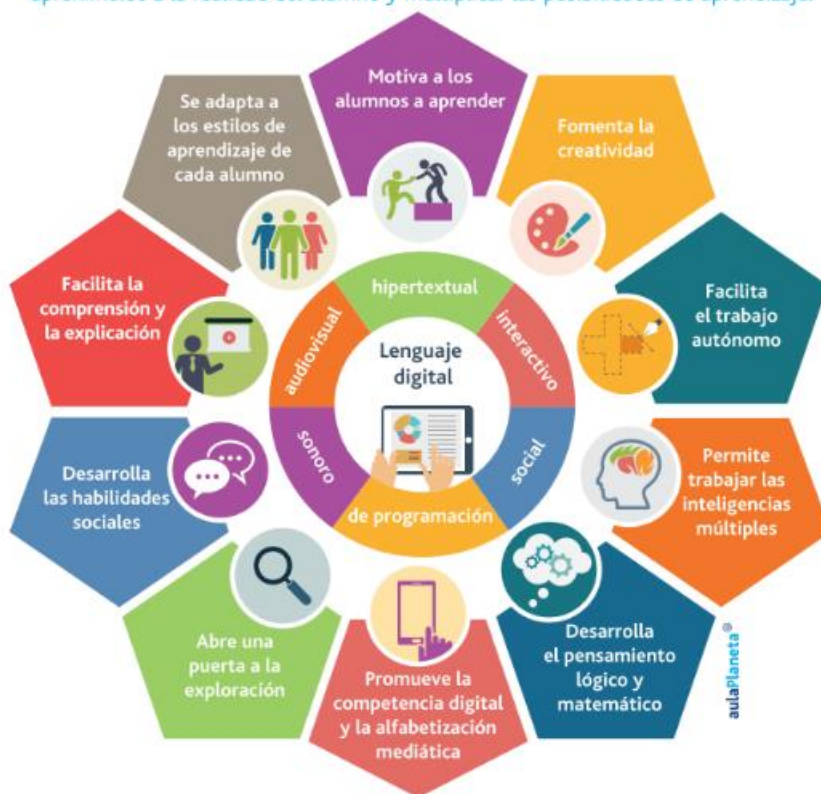 Motiva a los
alumnos a aprender
Fomenta la
creatividad
Facilita
el trabajo
autónomo
Permite
trabajar las
inteligencias
múltiples
Desarrolla
el pensamiento
lógico y
matemático
Promueve la
competencia digital
y la alfabetización
mediática
Abre una
puerta a la
exploración
Desarrolla
las habilidades
sociales
Facilita la
comprensión y
la explicación
Se adapta a
los estilos de
aprendizaje de
cada alumno
hipertextual
interactivo
social
de programación
sonoro
audiovisual
Lenguaje
digital
aulaPlaneta®